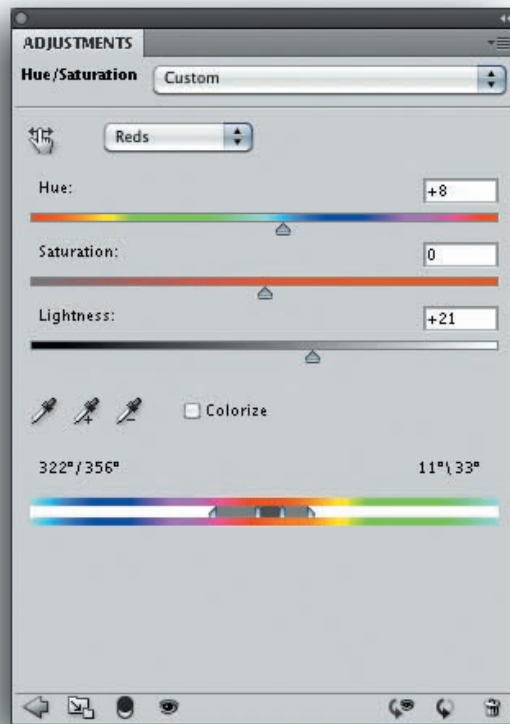 ADJUSTMENTS
Hue/Saturation Custom
Reds
Hue: +8
Saturation: 0
Lightness: +21
Colorize
322°/356° 11°\33°